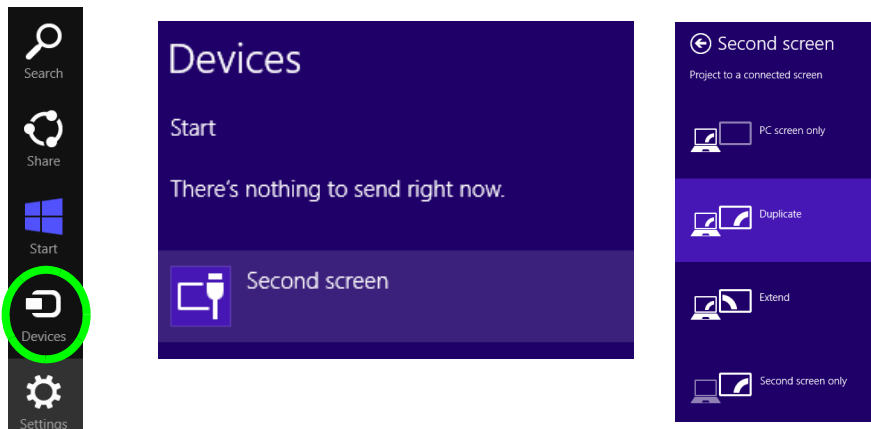 Search
Share
Start
Devices
Settings
Devices
Start
There's nothing to send right now.
Second screen
Second screen
Project to a connected screen
PC screen only
Duplicate
Extend
Second screen only